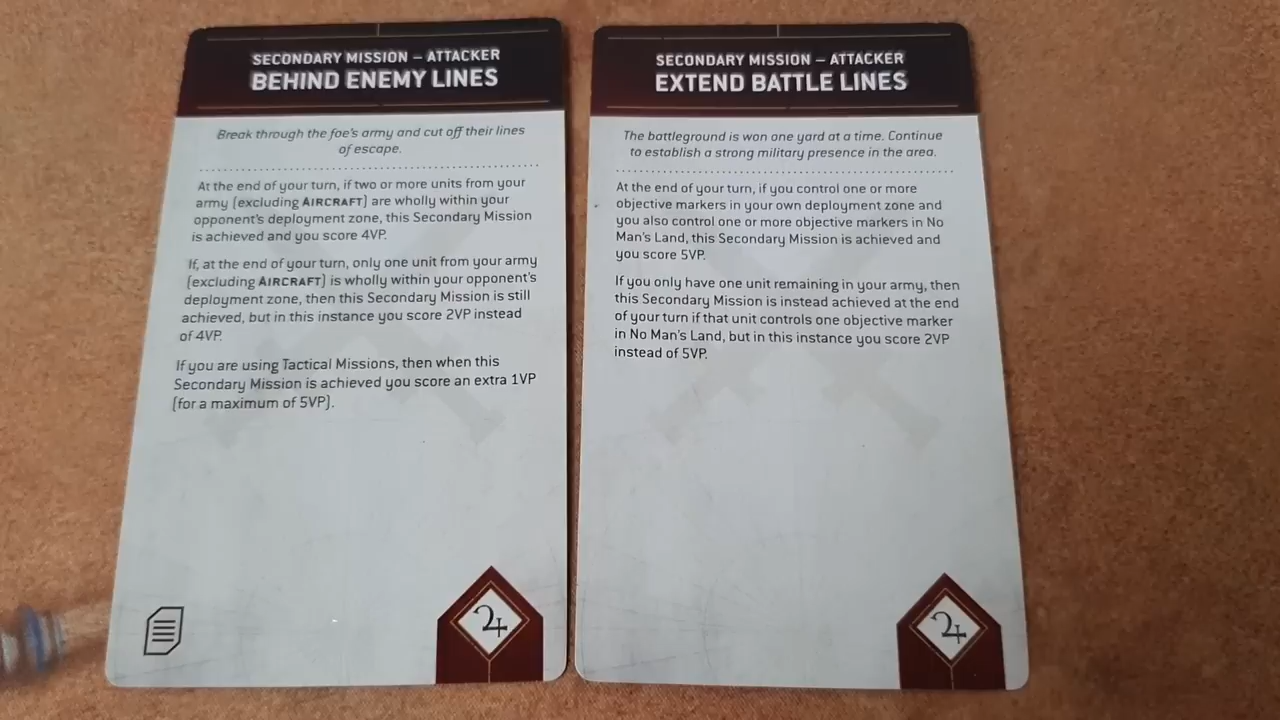 SECONDARY MISSION – ATTACKER
BEHIND ENEMY LINES
Break through the foe's army and cut off their lines
of escape.
At the end of your turn, if two or more units from your
army (excluding AIRCRAFT) are wholly within your
opponent's deployment zone, this Secondary Mission
is achieved and you score 4VP.
If, at the end of your turn, only one unit from your army
(excluding AIRCRAFT) is wholly within your opponent's
deployment zone, then this Secondary Mission is still
achieved, but in this instance you score 2VP instead
of 4VP.
If you are using Tactical Missions, then when this
Secondary Mission is achieved you score an extra 1VP
(for a maximum of 5VP).
SECONDARY MISSION – ATTACKER
EXTEND BATTLE LINES
The battleground is won one yard at a time. Continue
to establish a strong military presence in the area.
At the end of your turn, if you control one or more
objective markers in your own deployment zone and
you also control one or more objective markers in No
Man's Land, this Secondary Mission is achieved and
you score 5VP.
If you only have one unit remaining in your army, then
this Secondary Mission is instead achieved at the end
of your turn if that unit controls one objective marker
in No Man's Land, but in this instance you score 2VP
instead of 5VP.